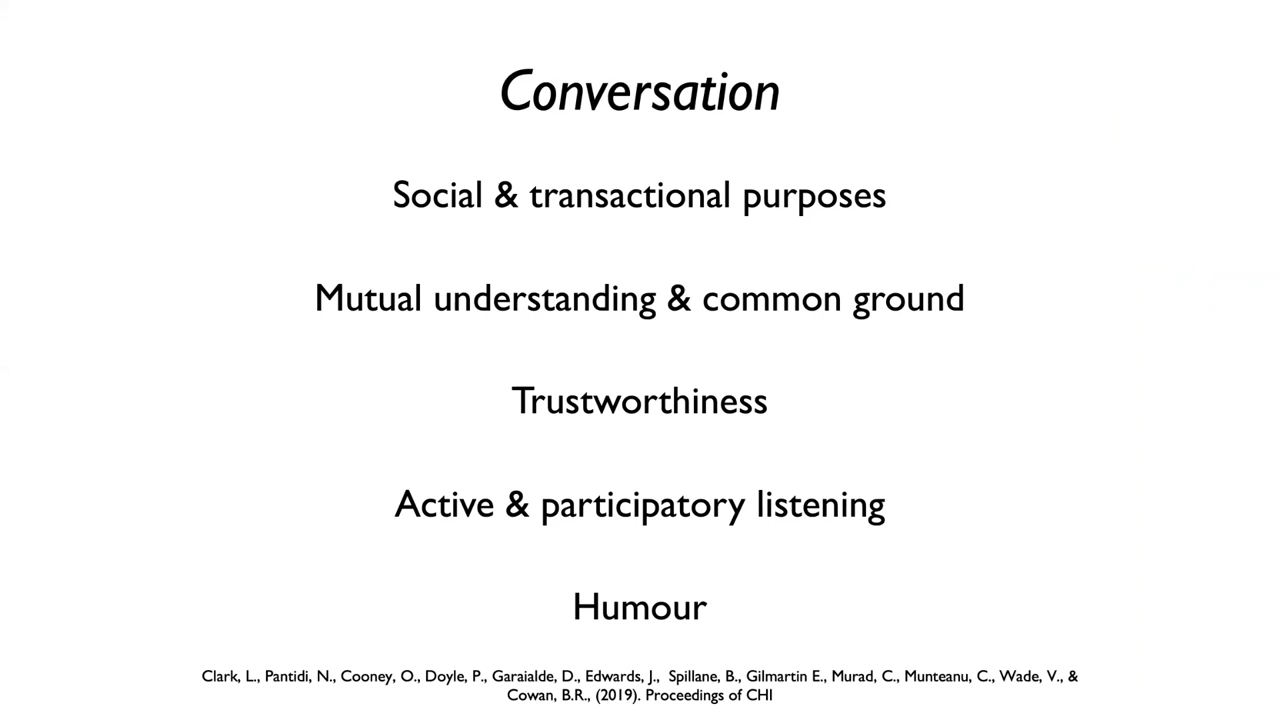 Conversation
Social & transactional purposes
Mutual understanding & common ground
Trustworthiness
Active & participatory listening
Humour
Clark, L., Pantidi, N., Cooney, O., Doyle, P., Garaialde, D., Edwards, J., Spillane, B., Gilmartin E., Murad, C., Munteanu, C., Wade, V., &
Cowan, B.R., (2019). Proceedings of CHI